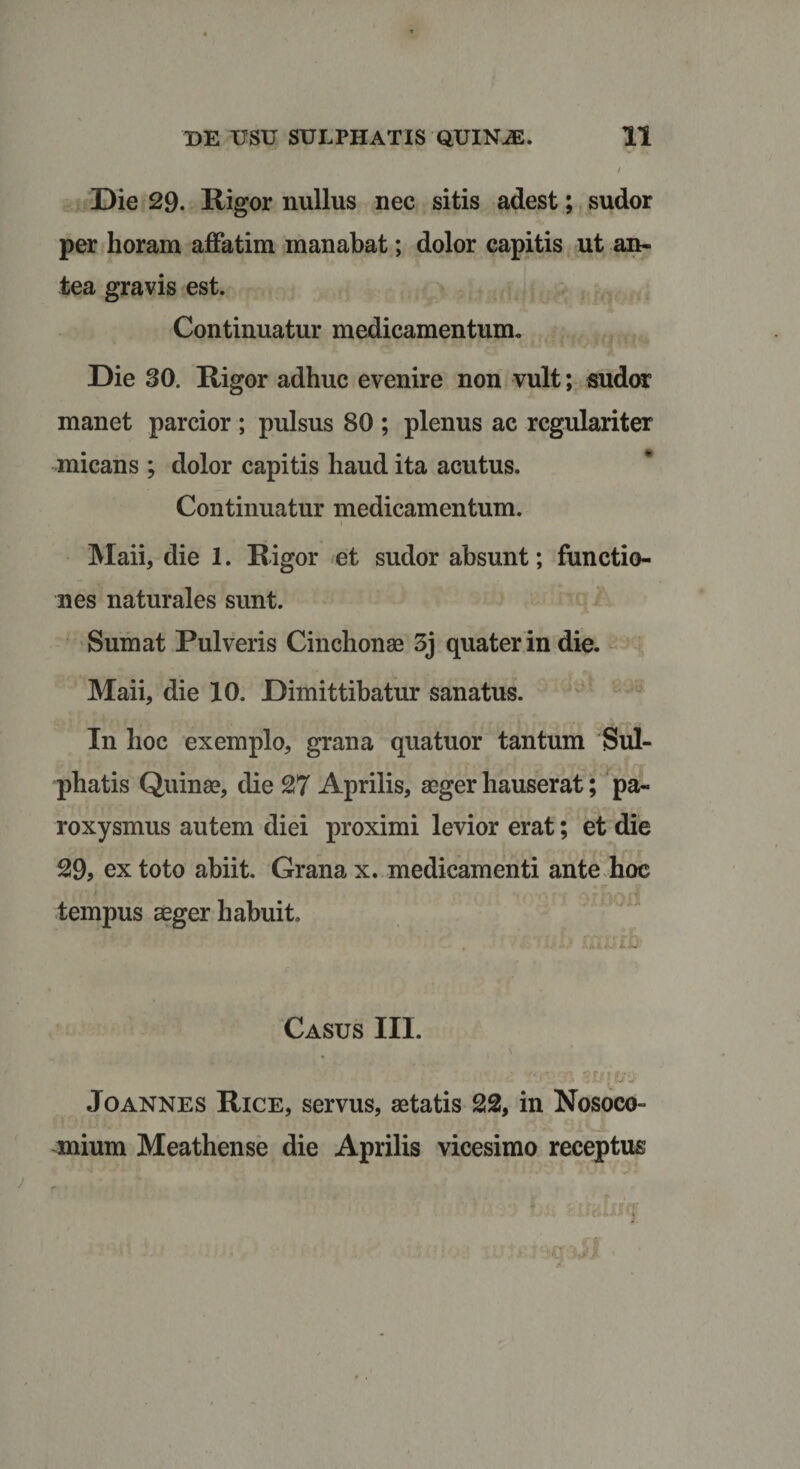 DE USU SULPHATIS QUINÆ. 11
Die 29. Rigor nullus nec sitis adest; sudor
per horam affatim manabat; dolor capitis ut an-
tea gravis est.
Continuatur medicamentum.
Die 30. Rigor adhuc evenire non vult; sudor
manet parcior; pulsus 80; plenus ac regulariter
micans; dolor capitis haud ita acutus.
Continuatur medicamentum.
Maii, die 1. Rigor et sudor absunt; functio-
nes naturales sunt.
Sumat Pulveris Cinchonæ ʒj quater in die.
Maii, die 10. Dimittibatur sanatus.
In hoc exemplo, grana quatuor tantum Sul-
phatis Quinæ, die 27 Aprilis, æger hauserat; pa-
roxysmus autem diei proximi levior erat; et die
29, ex toto abiit. Grana x. medicamenti ante hoc
tempus æger habuit.
CASUS III.
JOANNES RICE, servus, ætatis 22, in Nosoco-
mium Meathense die Aprilis vicesimo receptus